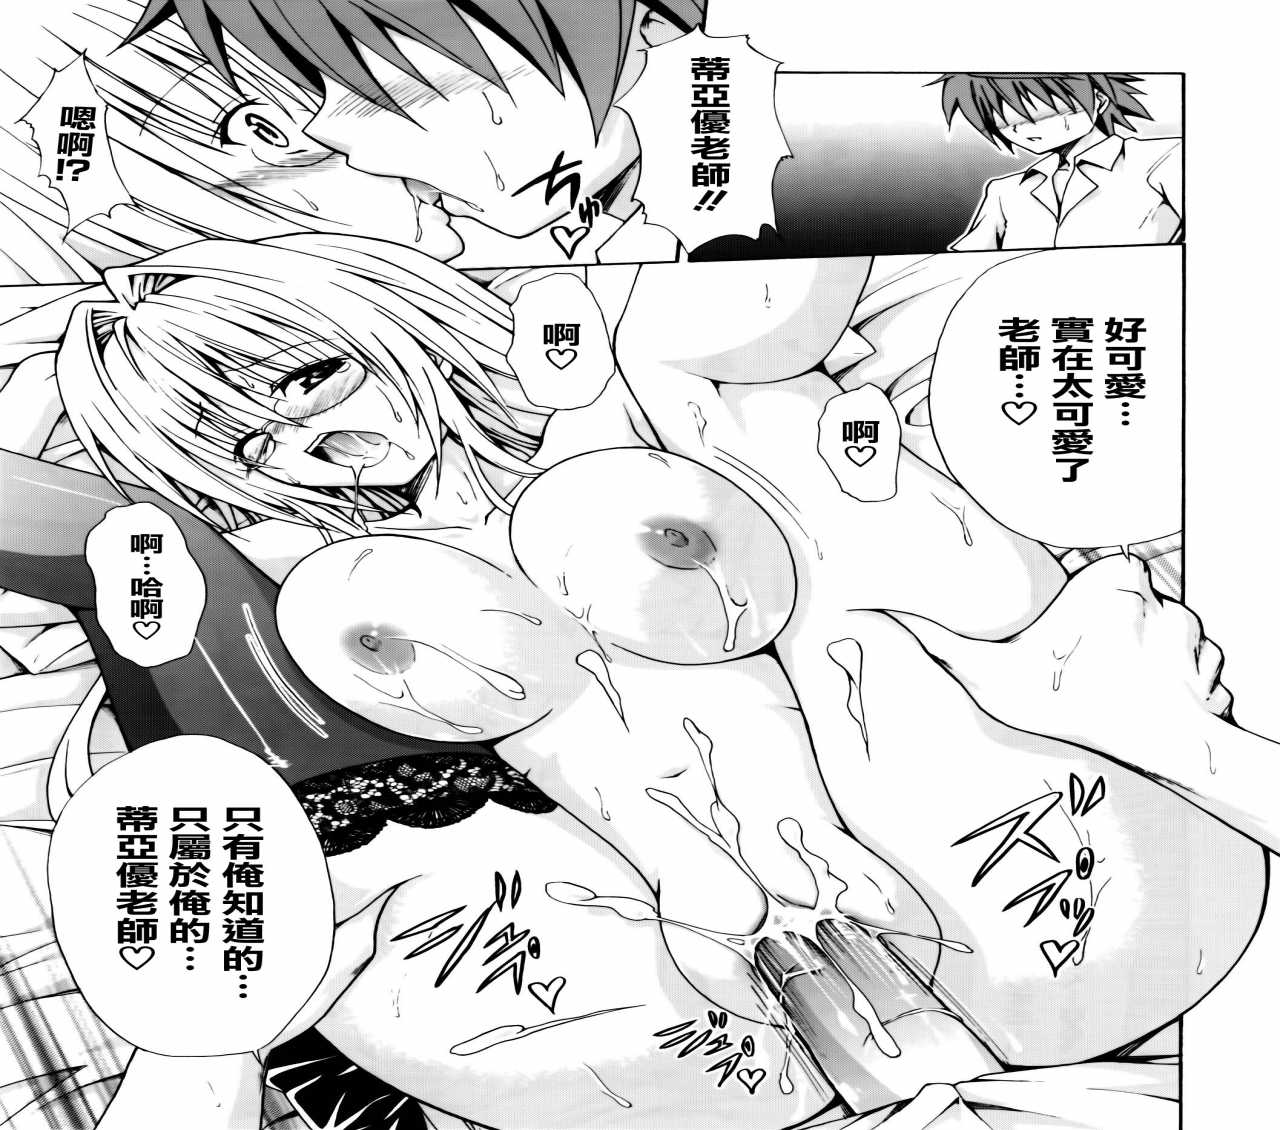 蒂亞優老師!!
嗯啊!?
ちゅ♡
好可愛…
實在太可愛了
老師…♡
啊♡
啊♡
啊…哈啊♡
只有俺知道的…
只屬於俺的…
蒂亞優老師♡